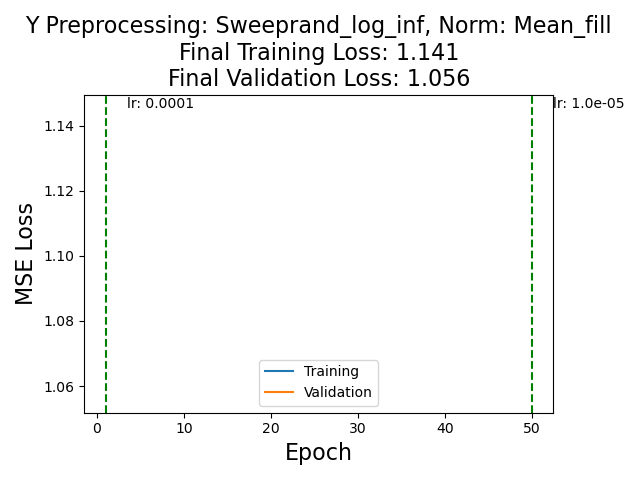 Y Preprocessing: Sweeprand_log_inf, Norm: Mean_fill
Final Training Loss: 1.141
Final Validation Loss: 1.056
lr: 0.0001
lr: 1.0e-05
1.14
1.12
1.10
1.08
1.06
MSE Loss
Training
Validation
0 10 20 30 40 50
Epoch